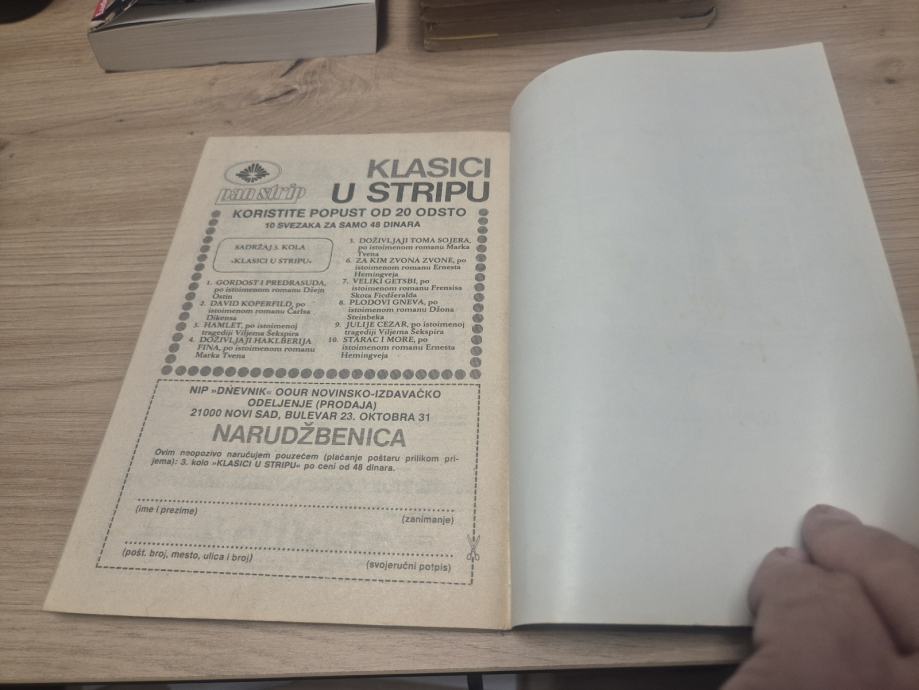 pan strip
KLASICI
U STRIPU
KORISTITE POPUST OD 20 ODSTO
10 SVEZAKA ZA SAMO 48 DINARA
SADRŽAJ 3. KOLA
»KLASICI U STRIPU«
1. GORDOST I PREDRASUDA,
po istoimenom romanu Džejn
Ostin
2. DAVID KOPERFILD, po
istoimenom romanu Čarlsa
Dikensa
3. HAMLET, po istoimenoj
tragediji Viljema Šekspira
4. DOŽIVLJAJI HAKLBERIJA
FINA, po istoimenom romanu
Marka Tvena
5. DOŽIVLJAJI TOMA SOJERA,
po istoimenom romanu Marka
Tvena
6. ZA KIM ZVONA ZVONE, po
istoimenom romanu Ernesta
Hemingveja
7. VELIKI GETSBI, po
istoimenom romanu Frensisa
Skota Ficdžeralda
8. PLODOVI GNEVA, po
istoimenom romanu Džona
Steinbeka
9. JULIJE CEZAR, po istoimenoj
tragediji Viljema Šekspira
10. STARAC I MORE, po
istoimenom romanu Ernesta
Hemingveja
NIP »DNEVNIK« OOUR NOVINSKO-IZDAVAČKO
ODELJENJE (PRODAJA)
21000 NOVI SAD, BULEVAR 23. OKTOBRA 31
NARUDŽBENICA
Ovim neopozivo naručujem pouzećem (plaćanje poštaru prilikom pri-
jema): 3. kolo »KLASICI U STRIPU« po ceni od 48 dinara.
(ime i prezime) (zanimanje)
(pošt. broj, mesto, ulica i broj) (svojeručni potpis)